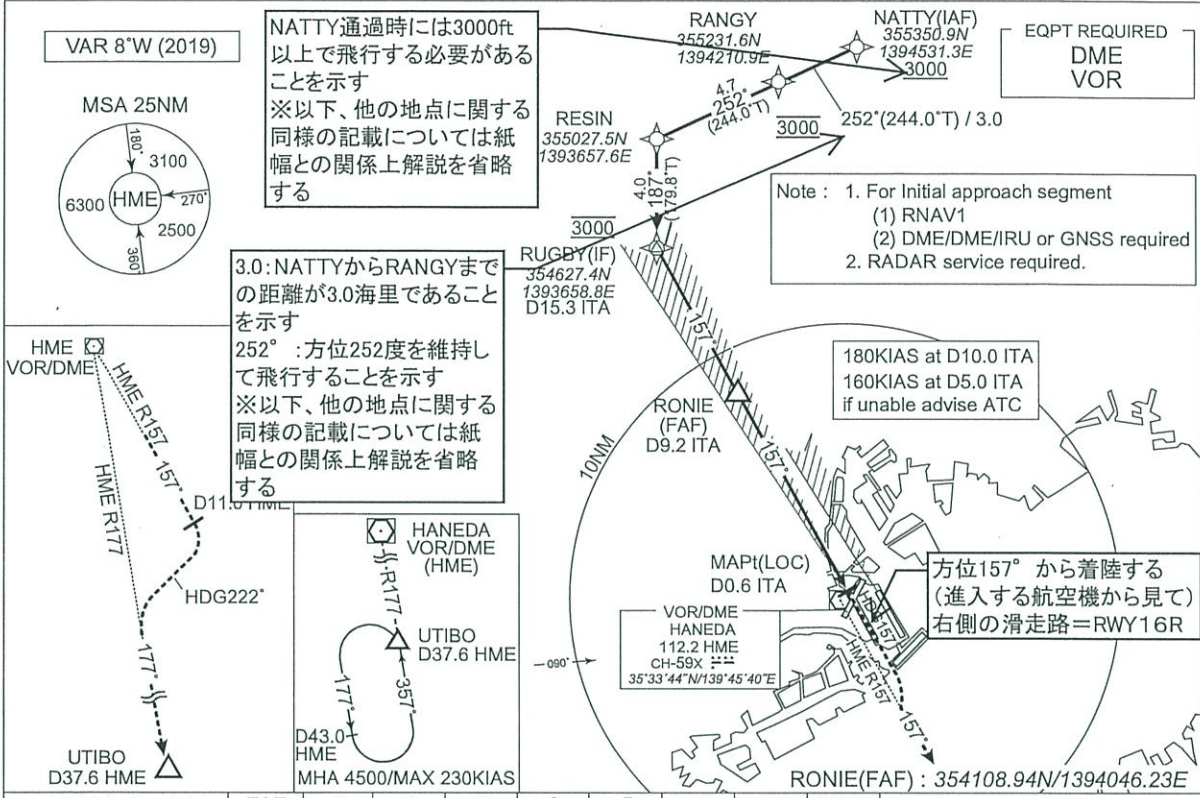 VAR 8°W (2019)
MSA 25NM
180°
3100
270°
HME
6300
2500
360°
NATTY通過時には3000ft
以上で飛行する必要がある
ことを示す
※以下、他の地点に関する
同様の記載については紙
幅との関係上解説を省略
する
RANGY
355231.6N
1394210.9E
NATTY(IAF)
355350.9N
1394531.3E
3000
EQPT REQUIRED
DME
VOR
4.7
252°
(244.0°T)
252°(244.0°T) / 3.0
3000
RESIN
355027.5N
1393657.6E
4.0
187°
(179.8°T)
3000
RUGBY(IF)
354627.4N
1393658.8E
D15.3 ITA
Note : 1. For Initial approach segment
(1) RNAV1
(2) DME/DME/IRU or GNSS required
2. RADAR service required.
3.0:NATTYからRANGYまで
の距離が3.0海里であること
を示す
252° :方位252度を維持し
て飛行することを示す
※以下、他の地点に関する
同様の記載については紙
幅との関係上解説を省略
する
157°
180KIAS at D10.0 ITA
160KIAS at D5.0 ITA
if unable advise ATC
RONIE
(FAF)
D9.2 ITA
10NM
157°
HME
VOR/DME
HME R157
157°
HME R177
D11.0 HME
HDG222°
177°
UTIBO
D37.6 HME
HANEDA
VOR/DME
(HME)
R177
UTIBO
D37.6 HME
177°
357°
D43.0
HME
MHA 4500/MAX 230KIAS
MAPt(LOC)
D0.6 ITA
方位157° から着陸する
(進入する航空機から見て)
右側の滑走路=RWY16R
VOR/DME
HANEDA
112.2 HME
CH-59X
35°33′44″N/139°45′40″E
090°
HDG157°
HME R157
157°
RONIE(FAF) : 354108.94N/1394046.23E